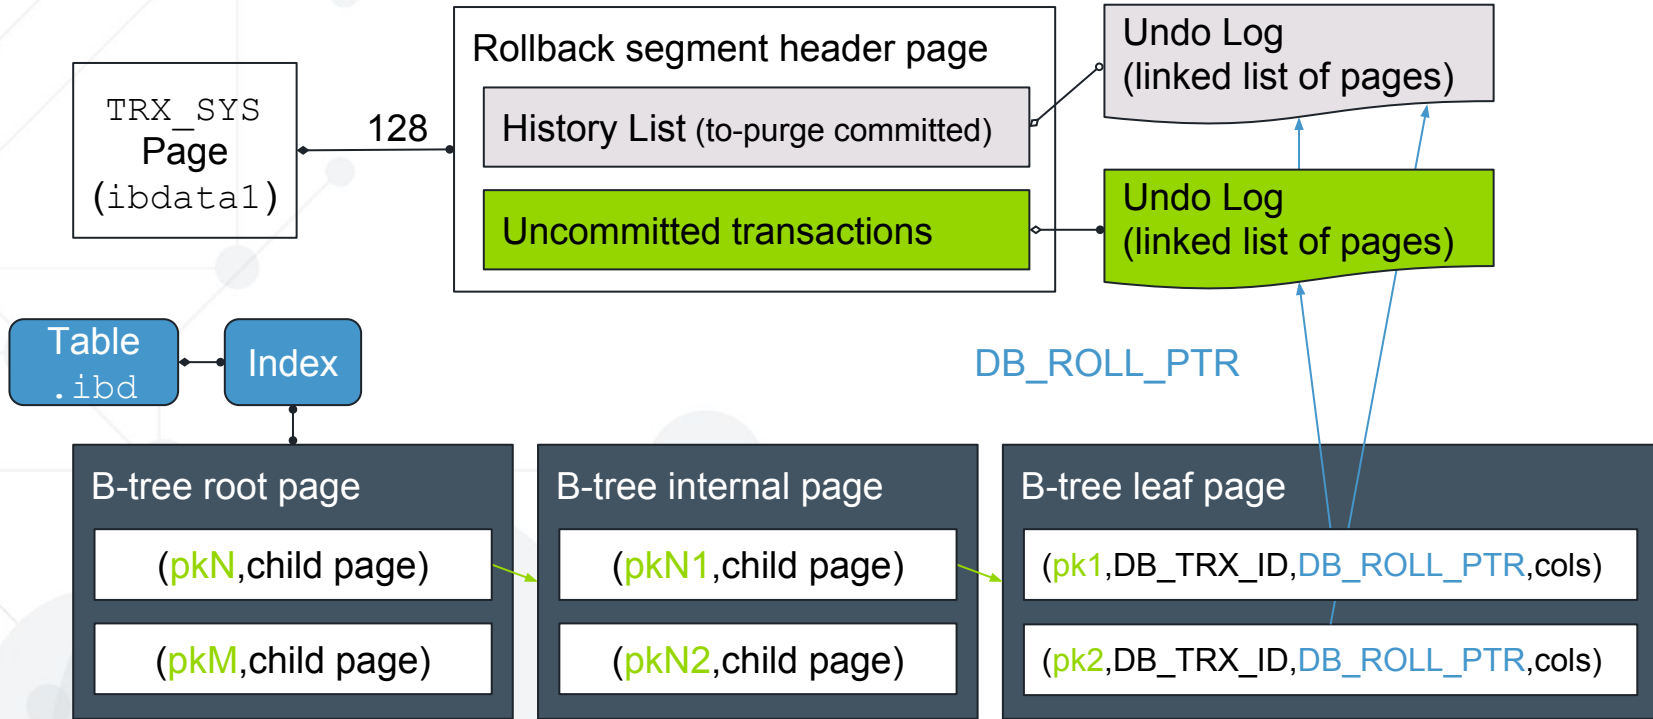 TRX_SYS
Page
(ibdata1)
128
Rollback segment header page
History List (to-purge committed)
Uncommitted transactions
Undo Log
(linked list of pages)
Undo Log
(linked list of pages)
Table
.ibd
Index
DB_ROLL_PTR
B-tree root page
(pkN,child page)
(pkM,child page)
B-tree internal page
(pkN1,child page)
(pkN2,child page)
B-tree leaf page
(pk1,DB_TRX_ID,DB_ROLL_PTR,cols)
(pk2,DB_TRX_ID,DB_ROLL_PTR,cols)